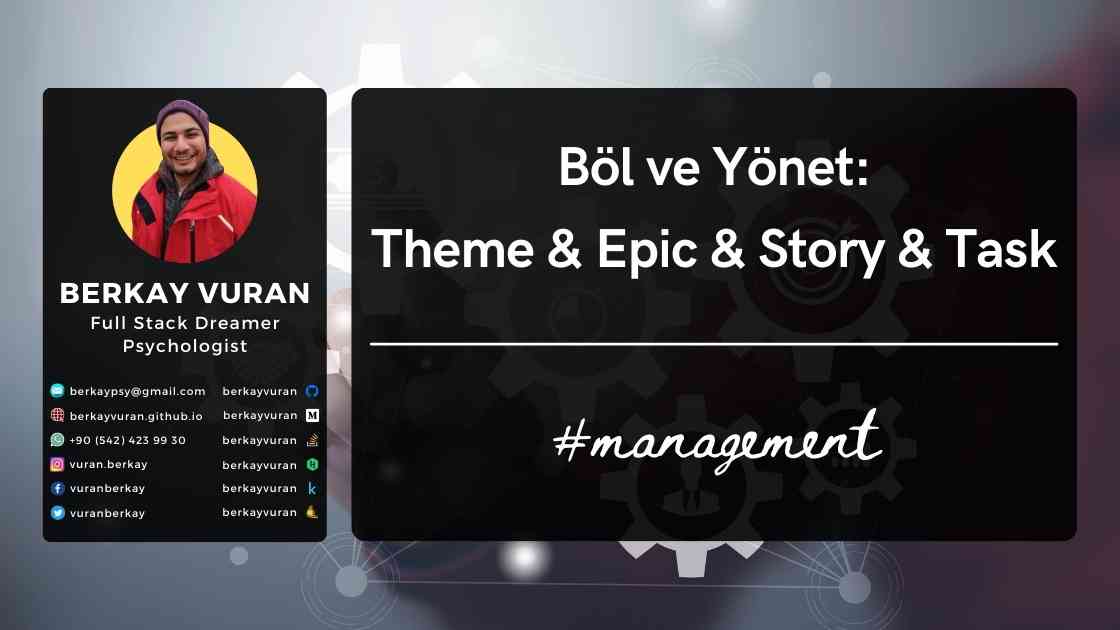 BERKAY VURAN
Full Stack Dreamer
Psychologist
berkaypsy@gmail.com
berkayvuran
berkayvuran.github.io
berkayvuran
M
+90 (542) 423 99 30
berkayvuran
vuran.berkay
berkayvuran
vuranberkay
berkayvuran
k
vuranberkay
berkayvuran
Böl ve Yönet:
Theme & Epic & Story & Task
#management